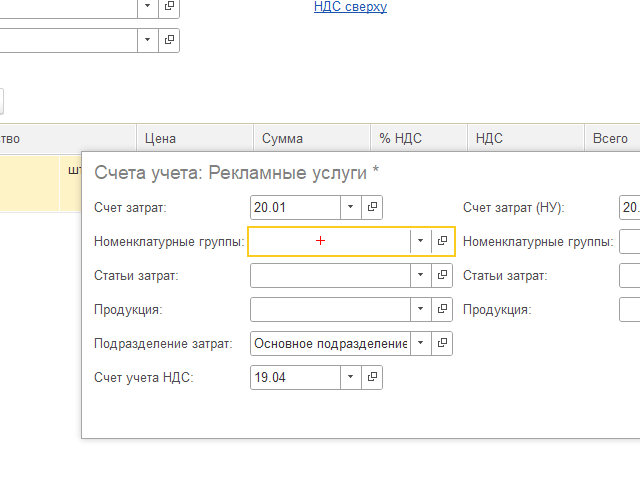 НДС сверху
тво Цена Сумма % НДС НДС Всего
шт
Счета учета: Рекламные услуги *
Счет затрат: 20.01 Счет затрат (НУ): 20.
Номенклатурные группы: Номенклатурные группы:
Статьи затрат: Статьи затрат:
Продукция: Продукция:
Подразделение затрат: Основное подразделение
Счет учета НДС: 19.04